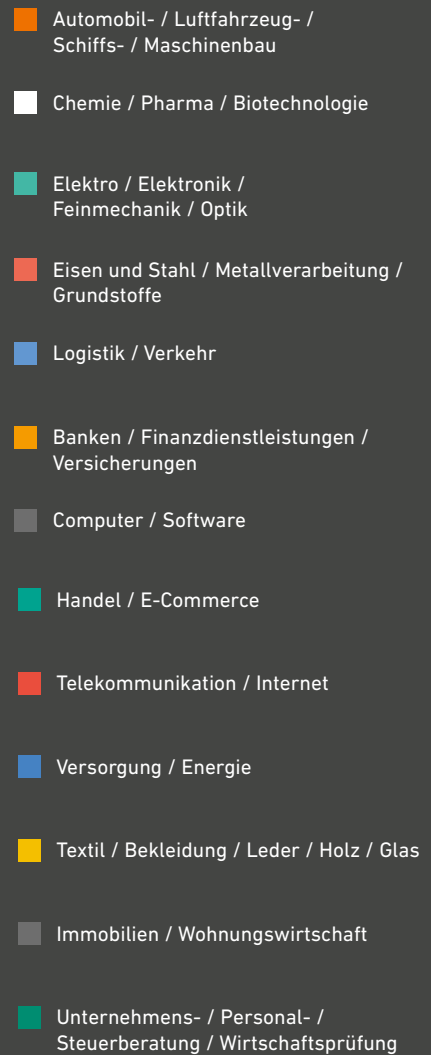 Automobil- / Luftfahrzeug- /
Schiffs- / Maschinenbau
Chemie / Pharma / Biotechnologie
Elektro / Elektronik /
Feinmechanik / Optik
Eisen und Stahl / Metallverarbeitung /
Grundstoffe
Logistik / Verkehr
Banken / Finanzdienstleistungen /
Versicherungen
Computer / Software
Handel / E-Commerce
Telekommunikation / Internet
Versorgung / Energie
Textil / Bekleidung / Leder / Holz / Glas
Immobilien / Wohnungswirtschaft
Unternehmens- / Personal- /
Steuerberatung / Wirtschaftsprüfung